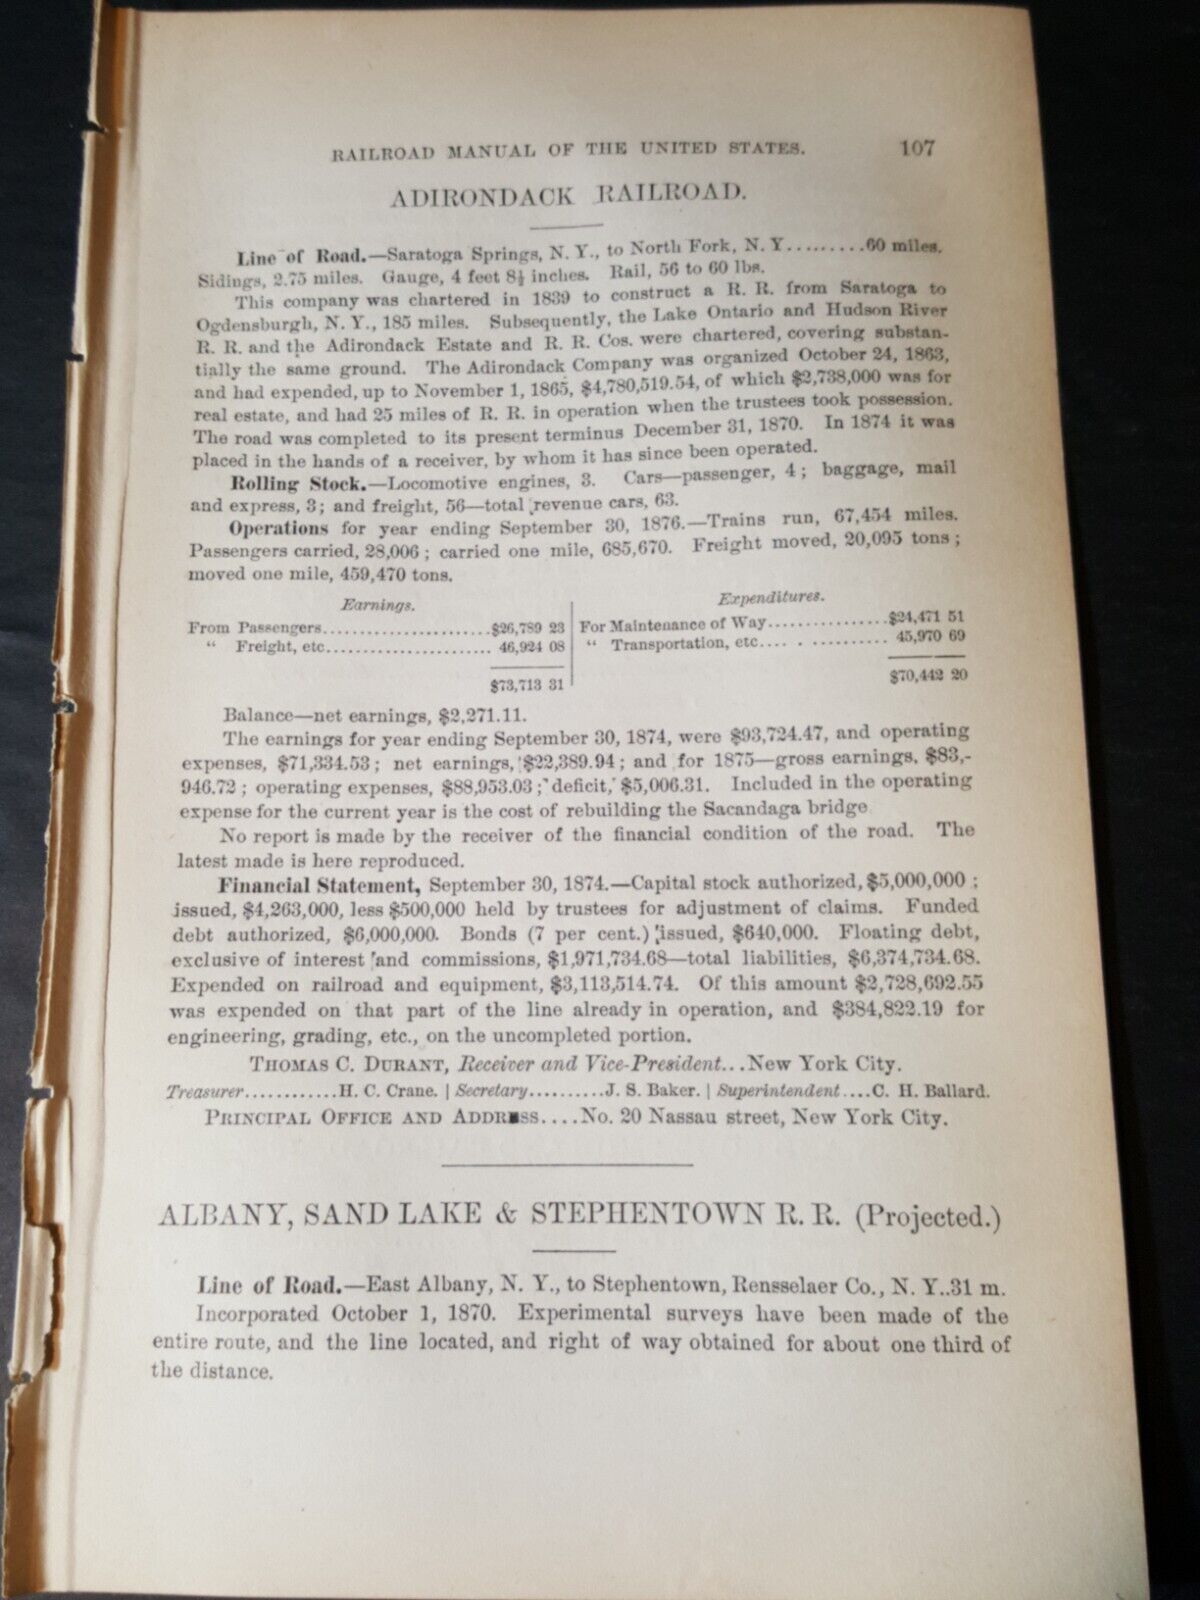 RAILROAD MANUAL OF THE UNITED STATES. 107
ADIRONDACK RAILROAD.
Line of Road.—Saratoga Springs, N. Y., to North Fork, N. Y.........60 miles.
Sidings, 2.75 miles. Gauge, 4 feet 8½ inches. Rail, 56 to 60 lbs.
This company was chartered in 1839 to construct a R. R. from Saratoga to
Ogdensburgh, N. Y., 185 miles. Subsequently, the Lake Ontario and Hudson River
R. R. and the Adirondack Estate and R. R. Cos. were chartered, covering substan-
tially the same ground. The Adirondack Company was organized October 24, 1863,
and had expended, up to November 1, 1865, $4,780,519.54, of which $2,738,000 was for
real estate, and had 25 miles of R. R. in operation when the trustees took possession.
The road was completed to its present terminus December 31, 1870. In 1874 it was
placed in the hands of a receiver, by whom it has since been operated.
Rolling Stock.—Locomotive engines, 3. Cars—passenger, 4; baggage, mail
and express, 3; and freight, 56—total revenue cars, 63.
Operations for year ending September 30, 1876.—Trains run, 67,454 miles.
Passengers carried, 28,006; carried one mile, 685,670. Freight moved, 20,095 tons;
moved one mile, 459,470 tons.
Earnings. Expenditures.
From Passengers.......................$26,789 23 For Maintenance of Way................$24,471 51
“ Freight, etc....................... 46,924 08 “ Transportation, etc.... . ........... 45,970 69
$73,713 31 $70,442 20
Balance—net earnings, $2,271.11.
The earnings for year ending September 30, 1874, were $93,724.47, and operating
expenses, $71,334.53; net earnings, $22,389.94; and for 1875—gross earnings, $83,-
946.72; operating expenses, $88,953.03; deficit, $5,006.31. Included in the operating
expense for the current year is the cost of rebuilding the Sacandaga bridge
No report is made by the receiver of the financial condition of the road. The
latest made is here reproduced.
Financial Statement, September 30, 1874.—Capital stock authorized, $5,000,000;
issued, $4,263,000, less $500,000 held by trustees for adjustment of claims. Funded
debt authorized, $6,000,000. Bonds (7 per cent.) issued, $640,000. Floating debt,
exclusive of interest and commissions, $1,971,734.68—total liabilities, $6,374,734.68.
Expended on railroad and equipment, $3,113,514.74. Of this amount $2,728,692.55
was expended on that part of the line already in operation, and $384,822.19 for
engineering, grading, etc., on the uncompleted portion.
THOMAS C. DURANT, Receiver and Vice-President...New York City.
Treasurer............H. C. Crane. | Secretary..........J. S. Baker. | Superintendent....C. H. Ballard.
PRINCIPAL OFFICE AND ADDRESS....No. 20 Nassau street, New York City.
ALBANY, SAND LAKE & STEPHENTOWN R. R. (Projected.)
Line of Road.—East Albany, N. Y., to Stephentown, Rensselaer Co., N. Y..31 m.
Incorporated October 1, 1870. Experimental surveys have been made of the
entire route, and the line located, and right of way obtained for about one third of
the distance.